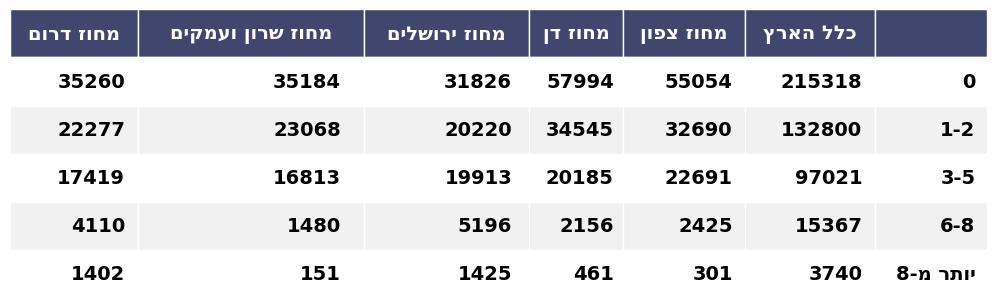 כלל הארץ מחוז צפון מחוז דן מחוז ירושלים מחוז שרון ועמקים מחוז דרום
0 215318 55054 57994 31826 35184 35260
1-2 132800 32690 34545 20220 23068 22277
3-5 97021 22691 20185 19913 16813 17419
6-8 15367 2425 2156 5196 1480 4110
יותר מ-8 3740 301 461 1425 151 1402